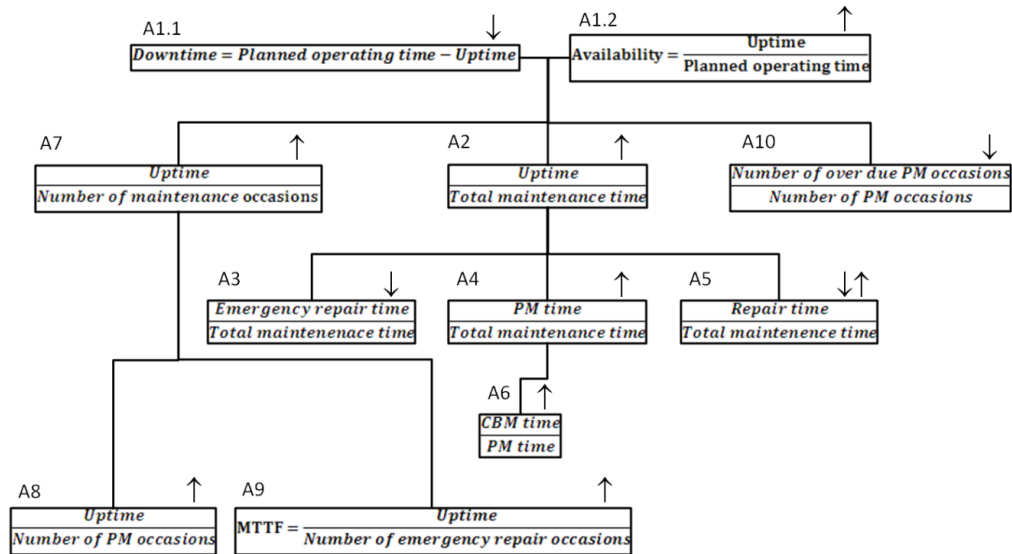 A1.1 ↓
Downtime = Planned operating time − Uptime
A1.2 ↑
Availability = Uptime
Planned operating time
A7 ↑
Uptime
Number of maintenance occasions
A2 ↑
Uptime
Total maintenance time
A10 ↓
Number of over due PM occasions
Number of PM occasions
A3 ↓
Emergency repair time
Total maintenenace time
A4 ↑
PM time
Total maintenance time
A5 ↓↑
Repair time
Total maintenence time
A6 ↑
CBM time
PM time
A8 ↑
Uptime
Number of PM occasions
A9 ↑
MTTF = Uptime
Number of emergency repair occasions